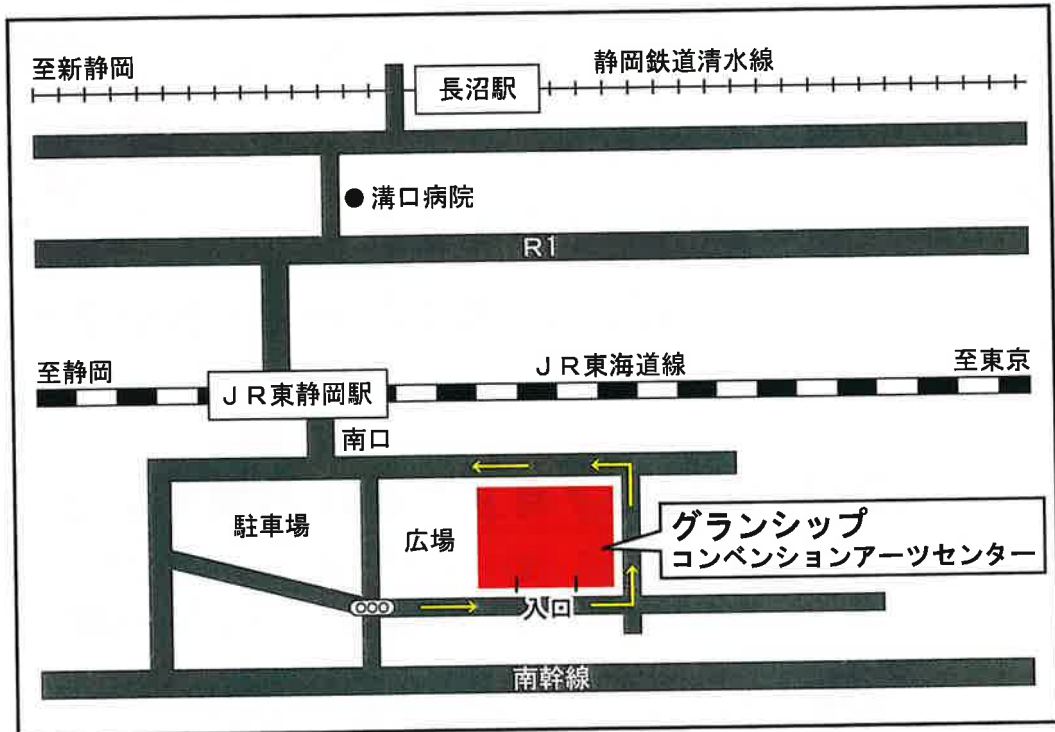 至新静岡
静岡鉄道清水線
長沼駅
溝口病院
R1
至静岡
JR東海道線
至東京
JR東静岡駅
南口
駐車場
広場
グランシップ
コンベンションアーツセンター
入口
南幹線